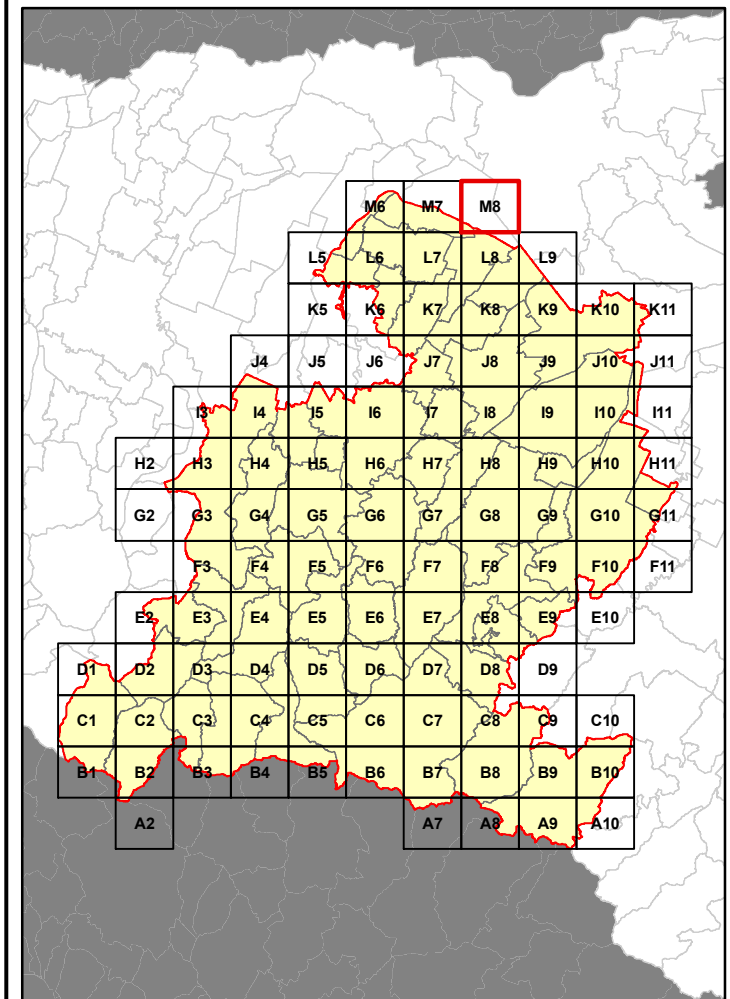 M6 M7 M8
L5 L6 L7 L8 L9
K5 K6 K7 K8 K9 K10 K11
J4 J5 J6 J7 J8 J9 J10 J11
I3 I4 I5 I6 I7 I8 I9 I10 I11
H2 H3 H4 H5 H6 H7 H8 H9 H10 H11
G2 G3 G4 G5 G6 G7 G8 G9 G10 G11
F3 F4 F5 F6 F7 F8 F9 F10 F11
E2 E3 E4 E5 E6 E7 E8 E9 E10
D1 D2 D3 D4 D5 D6 D7 D8 D9
C1 C2 C3 C4 C5 C6 C7 C8 C9 C10
B1 B2 B3 B4 B5 B6 B7 B8 B9 B10
A2 A7 A8 A9 A10